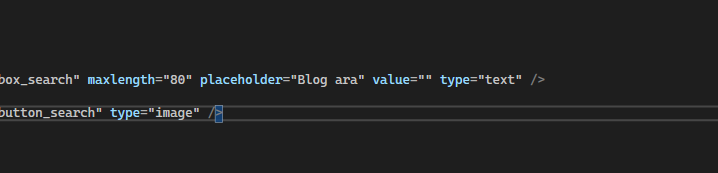 box_search" maxlength="80" placeholder="Blog ara" value="" type="text" />
button_search" type="image" />